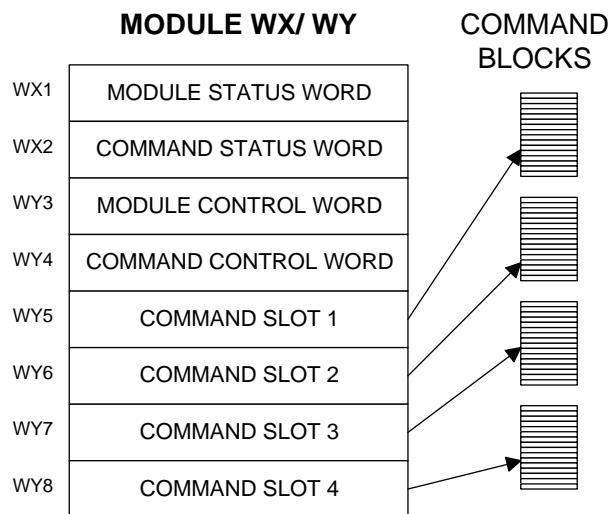 MODULE WX/ WY
COMMAND
BLOCKS
WX1 MODULE STATUS WORD
WX2 COMMAND STATUS WORD
WY3 MODULE CONTROL WORD
WY4 COMMAND CONTROL WORD
WY5 COMMAND SLOT 1
WY6 COMMAND SLOT 2
WY7 COMMAND SLOT 3
WY8 COMMAND SLOT 4